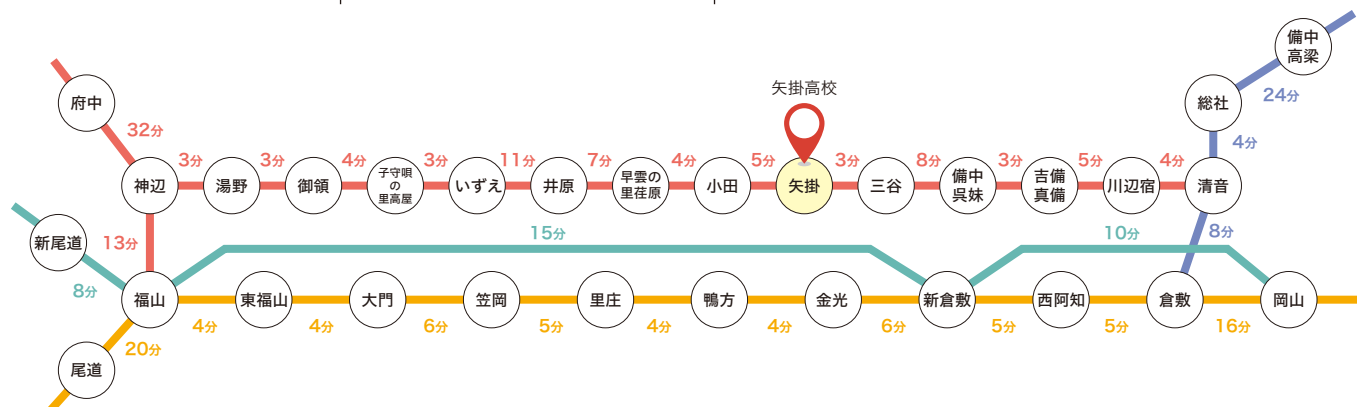 矢掛高校
備中
高梁
24分
総社
4分
府中
32分
神辺
3分
湯野
3分
御領
4分
子守唄
の
里高屋
3分
いずえ
11分
井原
7分
早雲の
里荏原
4分
小田
5分
矢掛
3分
三谷
8分
備中
呉妹
3分
吉備
真備
5分
川辺宿
4分
清音
8分
新尾道
8分
13分
15分
10分
福山
4分
東福山
4分
大門
6分
笠岡
5分
里庄
4分
鴨方
4分
金光
6分
新倉敷
5分
西阿知
5分
倉敷
16分
岡山
20分
尾道